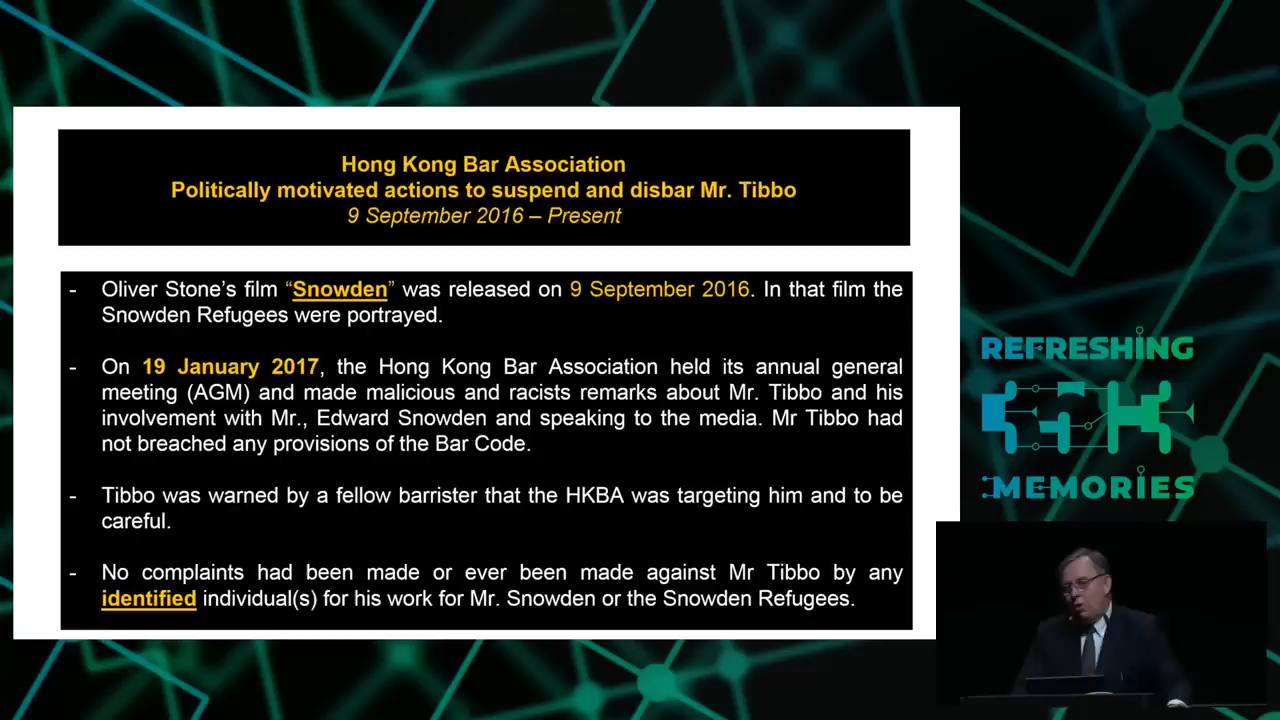 Hong Kong Bar Association
Politically motivated actions to suspend and disbar Mr. Tibbo
9 September 2016 – Present
- Oliver Stone's film “Snowden” was released on 9 September 2016. In that film the
Snowden Refugees were portrayed.
- On 19 January 2017, the Hong Kong Bar Association held its annual general
meeting (AGM) and made malicious and racists remarks about Mr. Tibbo and his
involvement with Mr., Edward Snowden and speaking to the media. Mr Tibbo had
not breached any provisions of the Bar Code.
- Tibbo was warned by a fellow barrister that the HKBA was targeting him and to be
careful.
- No complaints had been made or ever been made against Mr Tibbo by any
identified individual(s) for his work for Mr. Snowden or the Snowden Refugees.
REFRESHING
MEMORIES